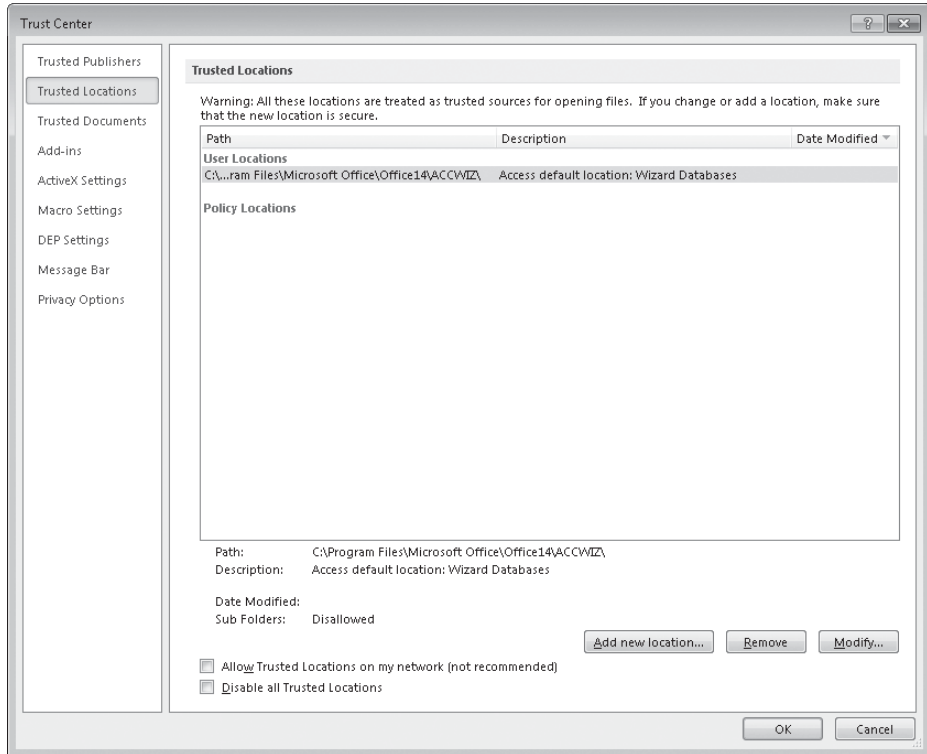 Trust Center
Trusted Publishers
Trusted Locations
Trusted Documents
Add-ins
ActiveX Settings
Macro Settings
DEP Settings
Message Bar
Privacy Options
Trusted Locations
Warning: All these locations are treated as trusted sources for opening files. If you change or add a location, make sure
that the new location is secure.
Path Description Date Modified
User Locations
C:\...ram Files\Microsoft Office\Office14\ACCWIZ\ Access default location: Wizard Databases
Policy Locations
Path: C:\Program Files\Microsoft Office\Office14\ACCWIZ\
Description: Access default location: Wizard Databases
Date Modified:
Sub Folders: Disallowed
Add new location... Remove Modify...
Allow Trusted Locations on my network (not recommended)
Disable all Trusted Locations
OK Cancel